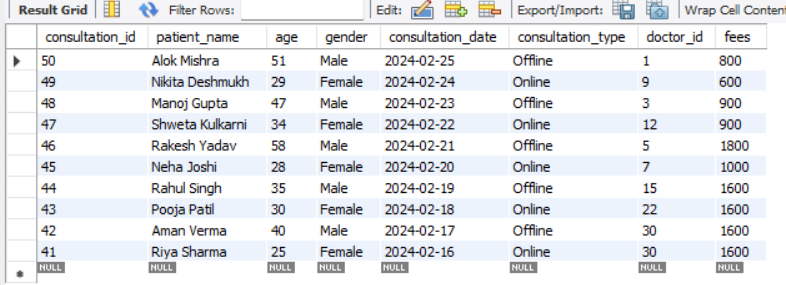 Result Grid Filter Rows: Edit: Export/Import: Wrap Cell Content
consultation_id patient_name age gender consultation_date consultation_type doctor_id fees
50 Alok Mishra 51 Male 2024-02-25 Offline 1 800
49 Nikita Deshmukh 29 Female 2024-02-24 Online 9 600
48 Manoj Gupta 47 Male 2024-02-23 Offline 3 900
47 Shweta Kulkarni 34 Female 2024-02-22 Online 12 900
46 Rakesh Yadav 58 Male 2024-02-21 Offline 5 1800
45 Neha Joshi 28 Female 2024-02-20 Online 7 1000
44 Rahul Singh 35 Male 2024-02-19 Offline 15 1600
43 Pooja Patil 30 Female 2024-02-18 Online 22 1600
42 Aman Verma 40 Male 2024-02-17 Offline 30 1600
41 Riya Sharma 25 Female 2024-02-16 Online 30 1600
NULL NULL NULL NULL NULL NULL NULL NULL